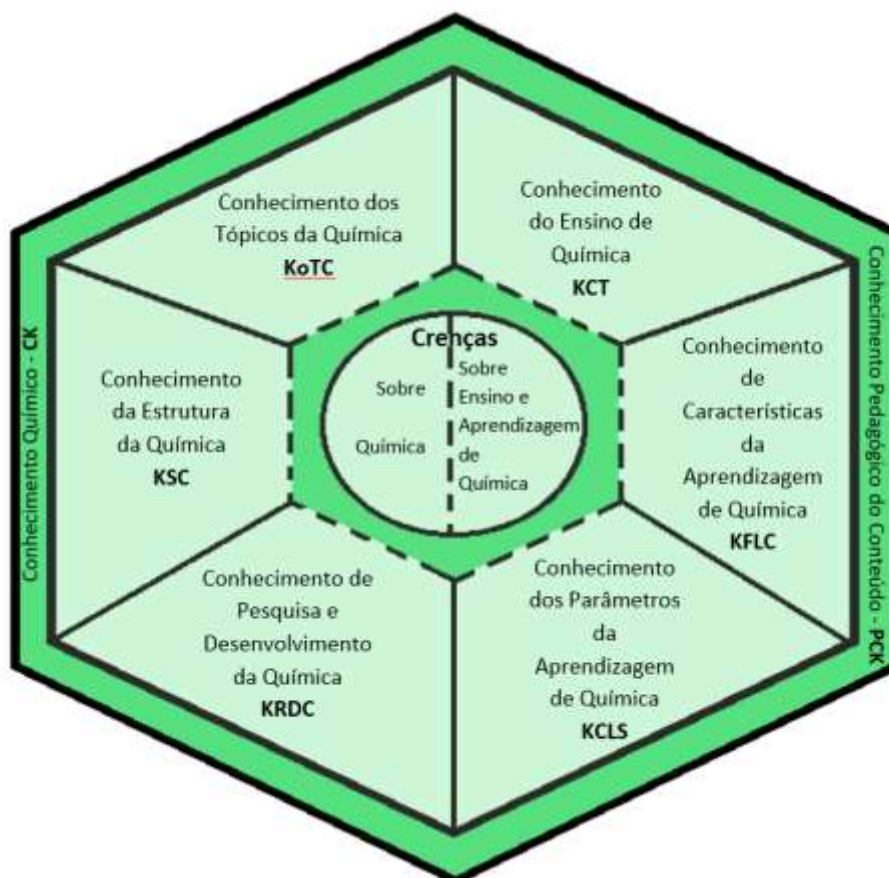 Conhecimento dos
Tópicos da Química
KoTC
Conhecimento
do Ensino de
Química
KCT
Conhecimento Químico - CK
Conhecimento
da Estrutura
da Química
KSC
Crenças
Sobre
Química
Sobre
Ensino e
Aprendizagem
de
Química
Conhecimento
de
Características
da
Aprendizagem
de Química
KFLC
Conhecimento Pedagógico do Conteúdo - PCK
Conhecimento de
Pesquisa e
Desenvolvimento
da Química
KRDC
Conhecimento
dos Parâmetros
da
Aprendizagem
de Química
KCLS